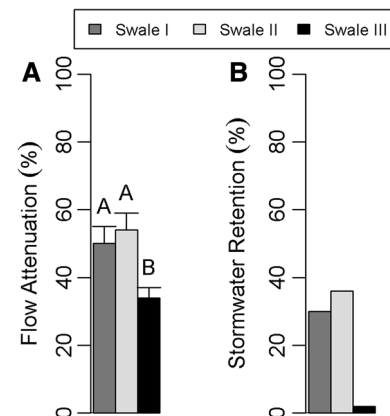 Swale I Swale II Swale III
A
Flow Attenuation (%)
100
80
60
40
20
0
A
A
B
B
Stormwater Retention (%)
100
80
60
40
20
0